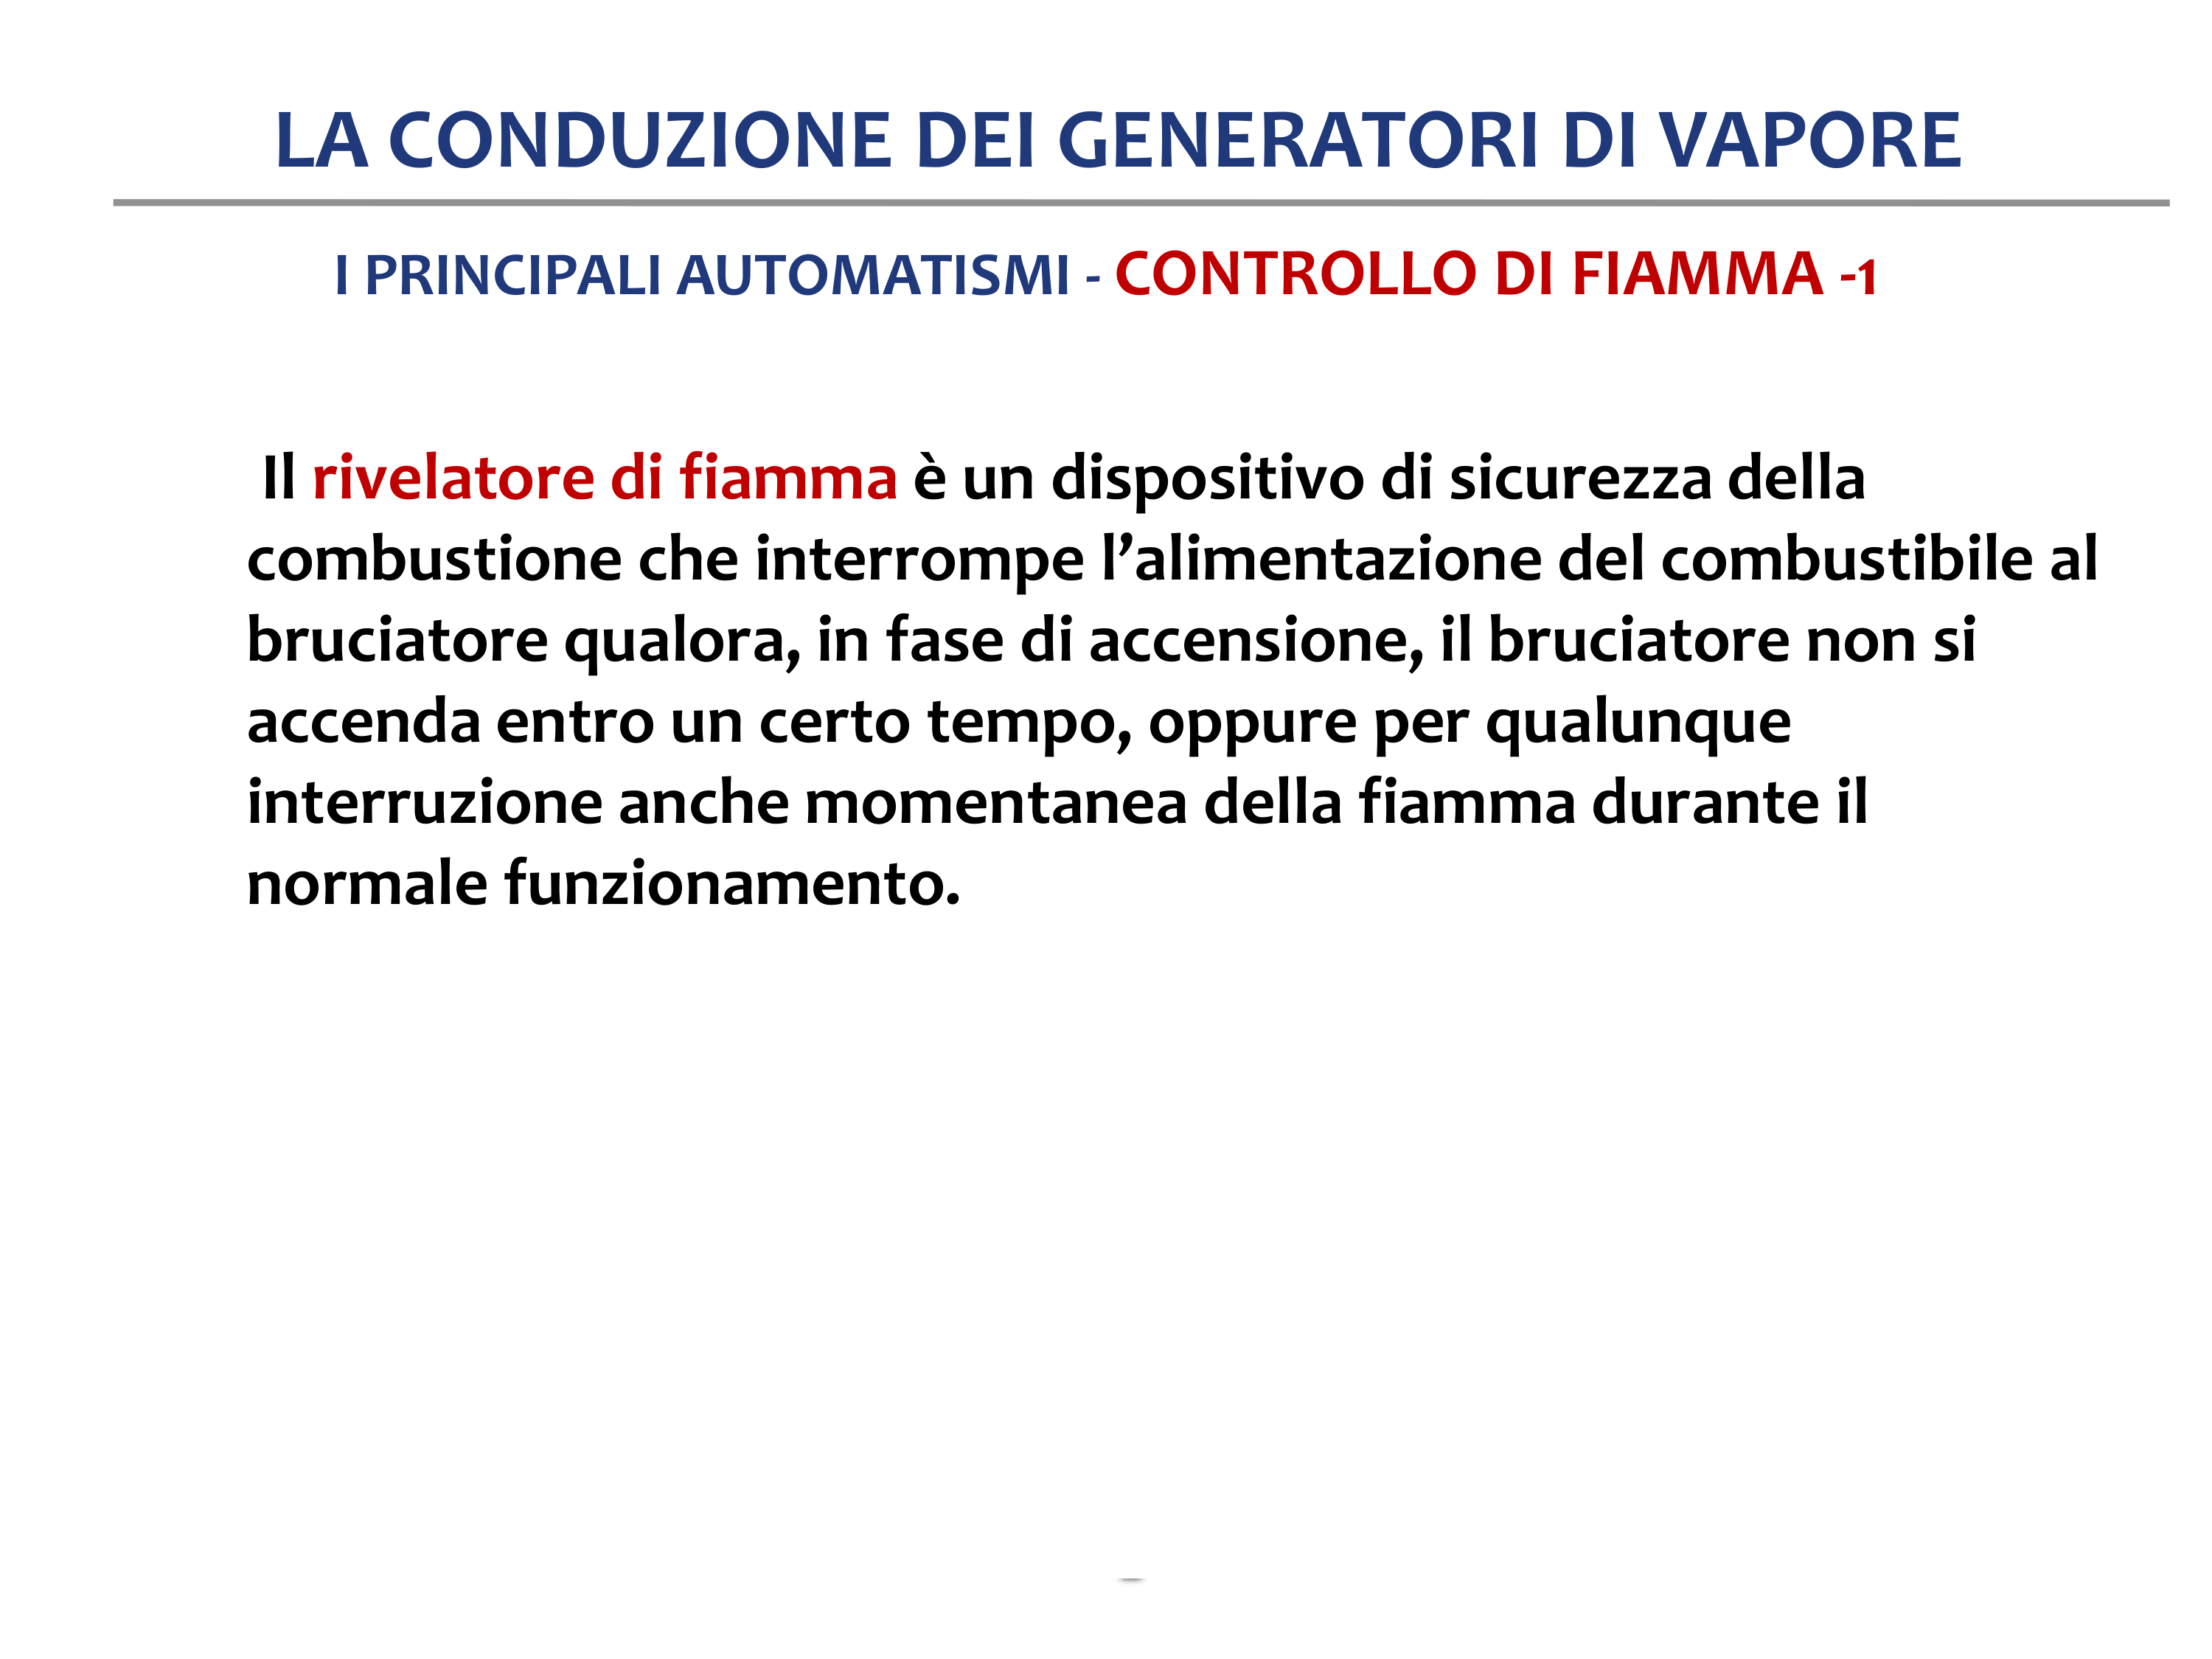 LA CONDUZIONE DEI GENERATORI DI VAPORE
I PRINCIPALI AUTOMATISMI - CONTROLLO DI FIAMMA -1
Il rivelatore di fiamma è un dispositivo di sicurezza della
combustione che interrompe l’alimentazione del combustibile al
bruciatore qualora, in fase di accensione, il bruciatore non si
accenda entro un certo tempo, oppure per qualunque
interruzione anche momentanea della fiamma durante il
normale funzionamento.